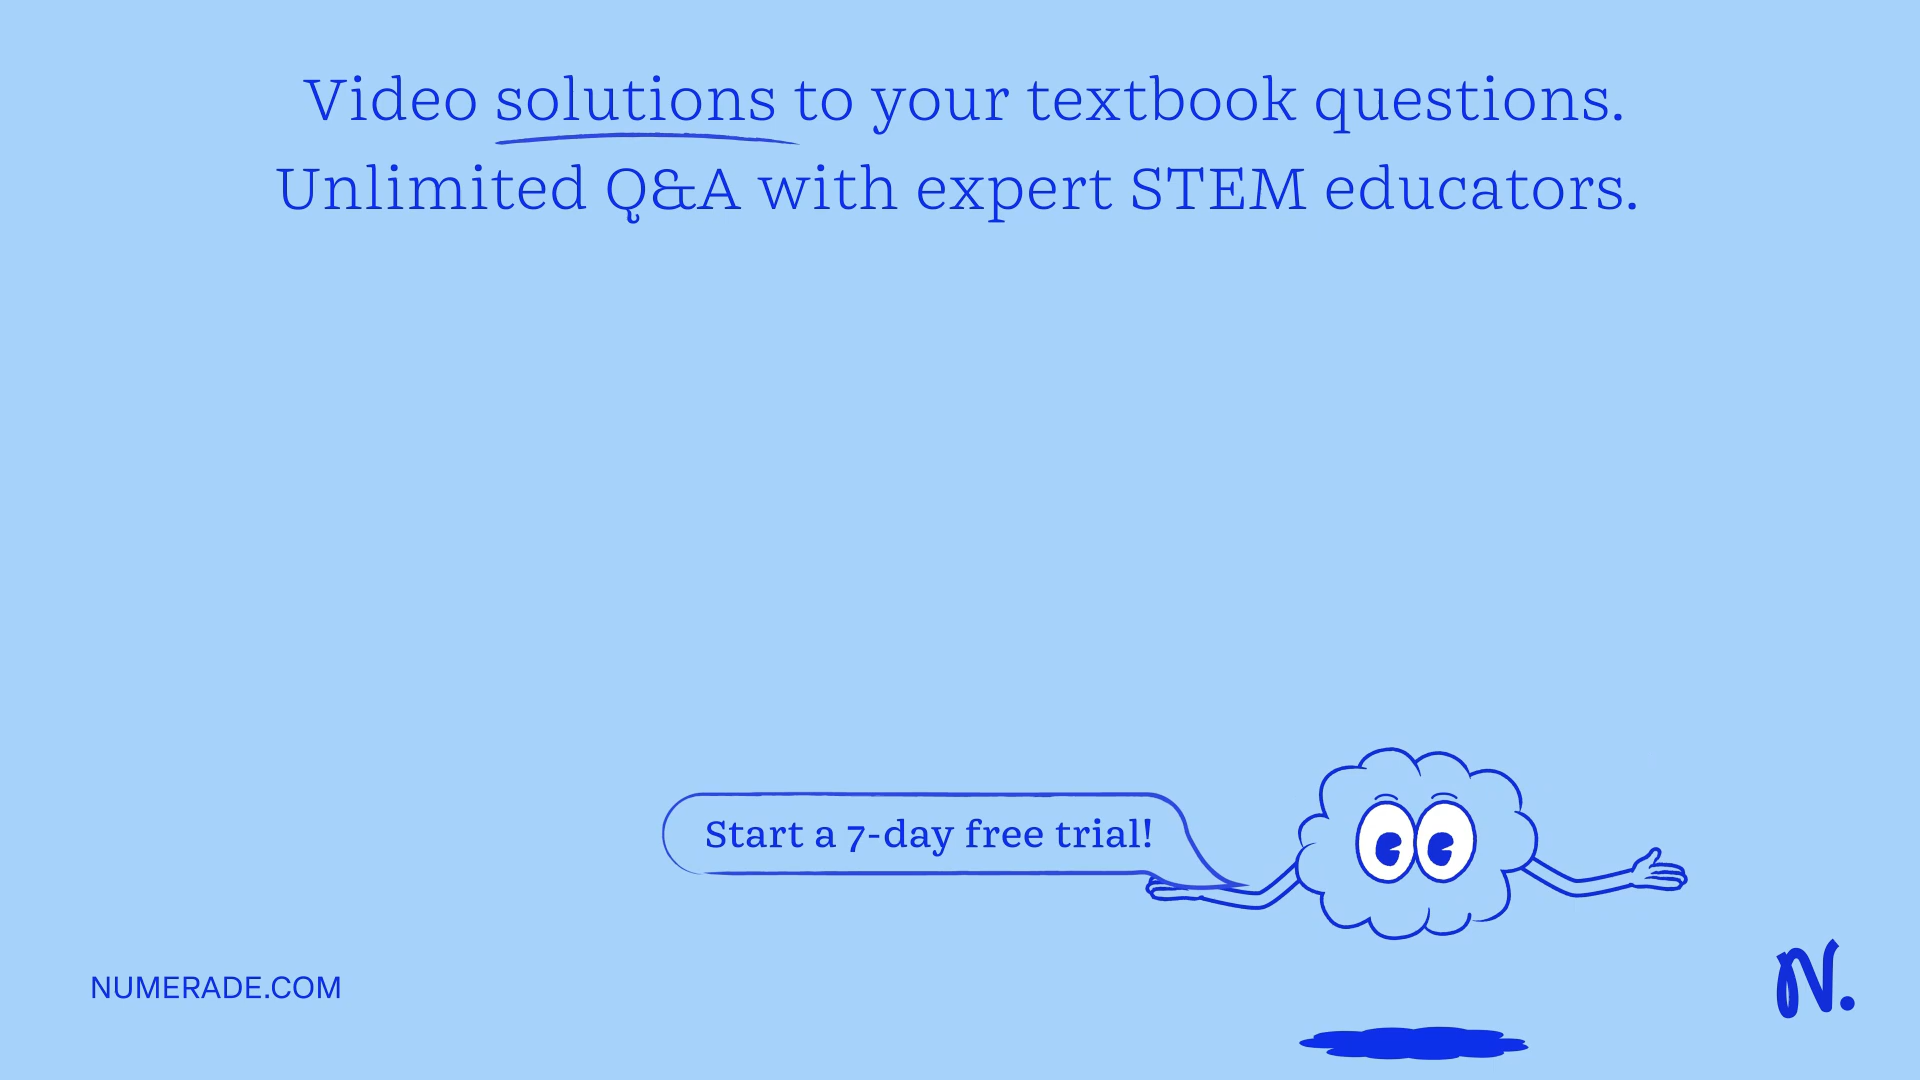 Video solutions to your textbook questions.
Unlimited Q&A with expert STEM educators.
Start a 7-day free trial!
NUMERADE.COM
N.